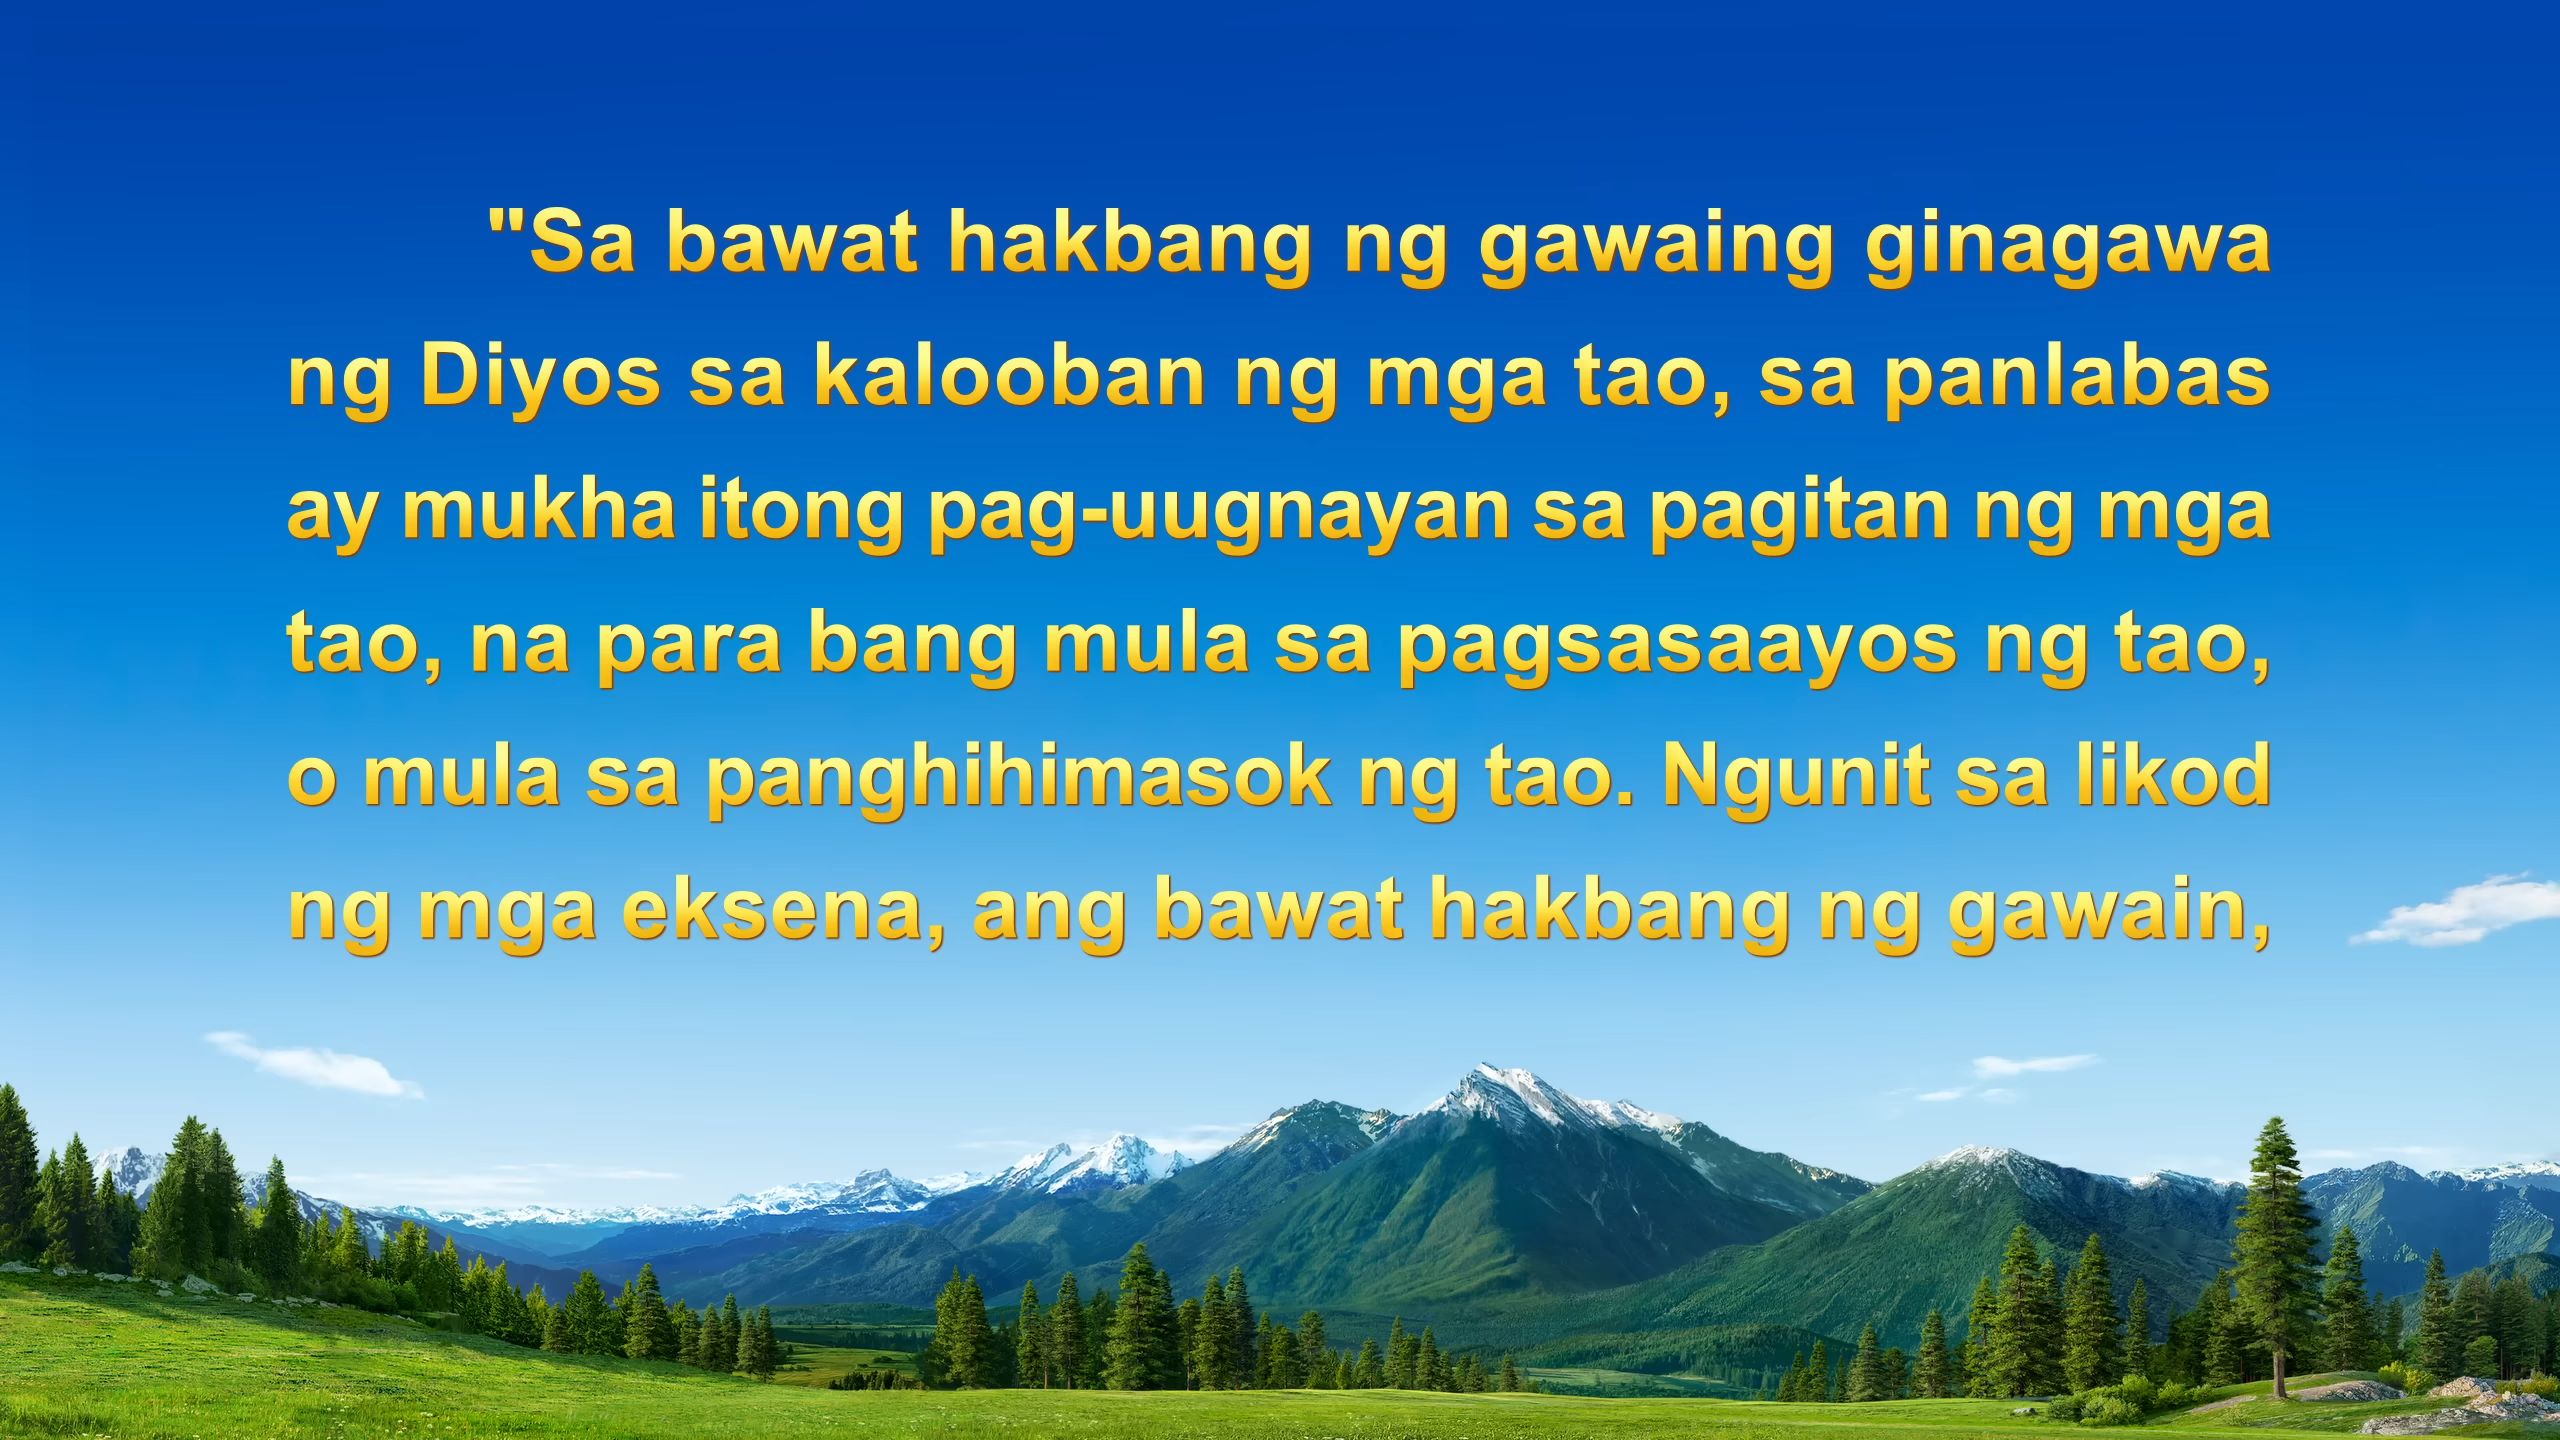 "Sa bawat hakbang ng gawaing ginagawa
ng Diyos sa kalooban ng mga tao, sa panlabas
ay mukha itong pag-uugnayan sa pagitan ng mga
tao, na para bang mula sa pagsasaayos ng tao,
o mula sa panghihimasok ng tao. Ngunit sa likod
ng mga eksena, ang bawat hakbang ng gawain,